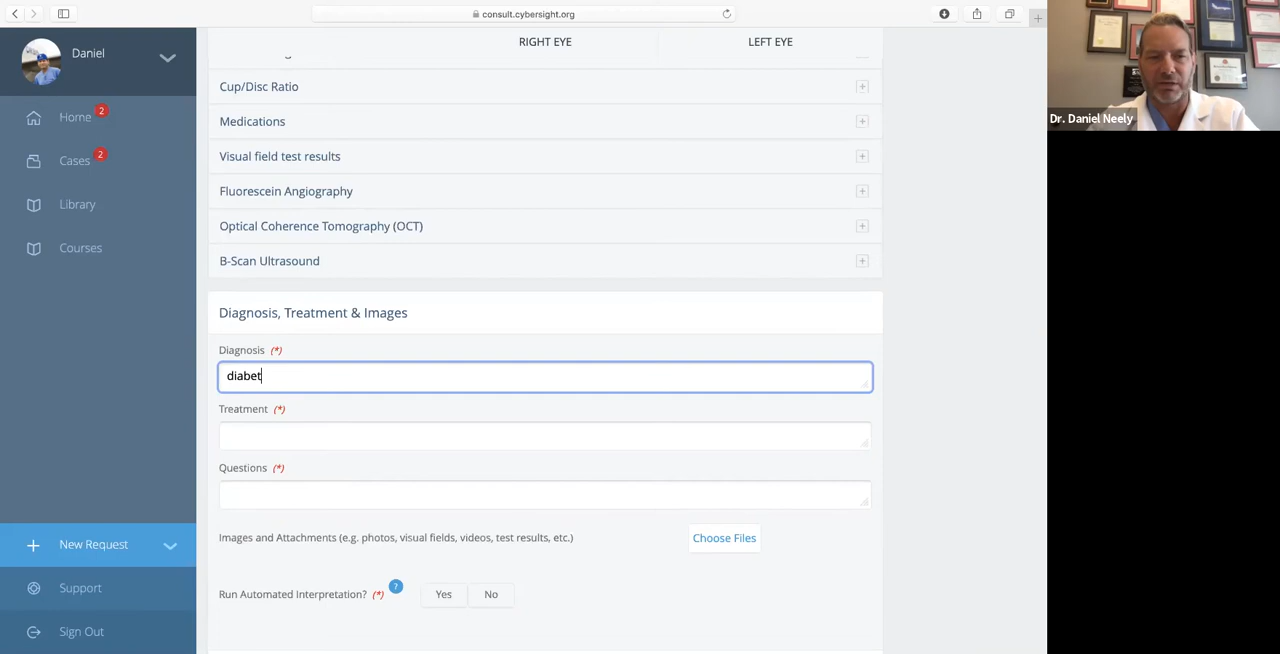 consult.cybersight.org
Daniel
Home 2
Cases 2
Library
Courses
New Request
Support
Sign Out
RIGHT EYE
LEFT EYE
Cup/Disc Ratio
Medications
Visual field test results
Fluorescein Angiography
Optical Coherence Tomography (OCT)
B-Scan Ultrasound
Diagnosis, Treatment & Images
Diagnosis (*)
diabet
Treatment (*)
Questions (*)
Images and Attachments (e.g. photos, visual fields, videos, test results, etc.)
Choose Files
Run Automated Interpretation? (*) ?
Yes
No
Dr. Daniel Neely